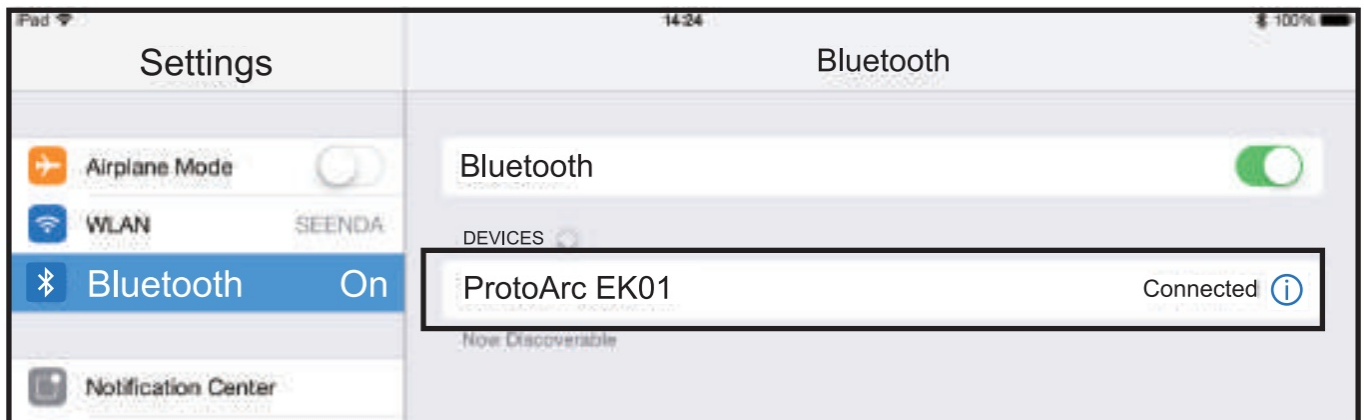 iPad 14:24 100%
Settings Bluetooth
Airplane Mode
Bluetooth
WLAN SEENDA
DEVICES
Bluetooth On
ProtoArc EK01 Connected
Now Discoverable
Notification Center